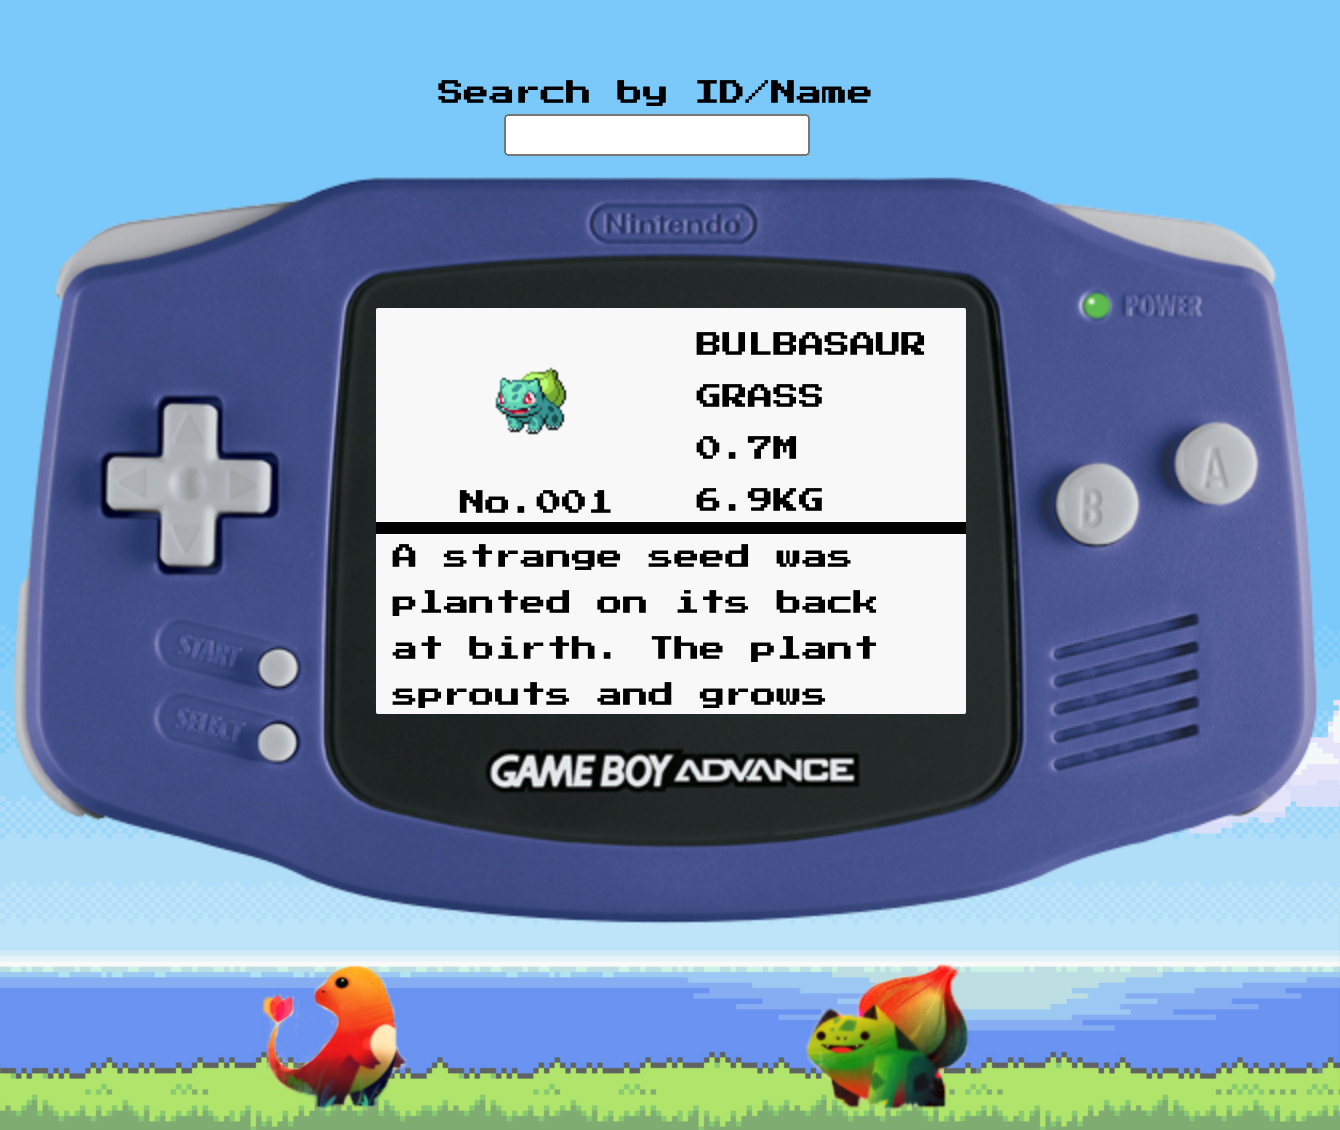 Search by ID/Name
Nintendo
POWER
BULBASAUR
GRASS
0.7M
6.9KG
No.001
A strange seed was
planted on its back
at birth. The plant
sprouts and grows
A
B
START
SELECT
GAME BOY ADVANCE